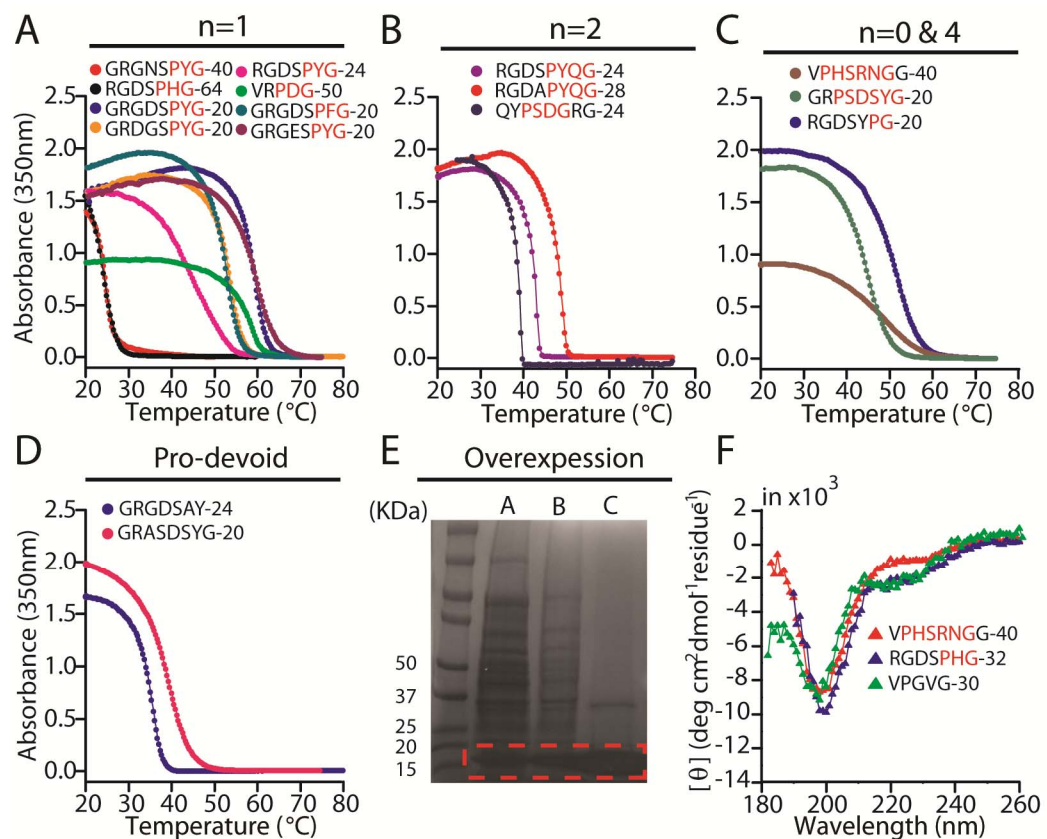 A n=1
GRGNSPYG-40 RGDSPYG-24
RGDSPHG-64 VRPDG-50
GRGDSPYG-20 GRGDSPFG-20
GRDGSPYG-20 GRGESPYG-20
Absorbance (350nm)
2.5
2.0
1.5
1.0
0.5
0.0
20 30 40 50 60 70 80
Temperature (°C)
B n=2
RGDSPYQG-24
RGDAPYQG-28
QYPSDGRG-24
2.5
2.0
1.5
1.0
0.5
0.0
20 30 40 50 60 70 80
Temperature (°C)
C n=0 & 4
VPHSRNGG-40
GRPSDSYG-20
RGDSYPG-20
2.5
2.0
1.5
1.0
0.5
0.0
20 30 40 50 60 70 80
Temperature (°C)
D Pro-devoid
GRGDSAY-24
GRASDSYG-20
Absorbance (350nm)
2.5
2.0
1.5
1.0
0.5
0.0
20 30 40 50 60 70 80
Temperature (°C)
E Overexpession
(KDa) A B C
50
37
25
20
15
F
in x10³
[θ] (deg cm²dmol⁻¹residue¹)
0
-2
-4
-6
-8
-10
-12
-14
VPHSRNGG-40
RGDSPHG-32
VPGVG-30
180 200 220 240 260
Wavelength (nm)